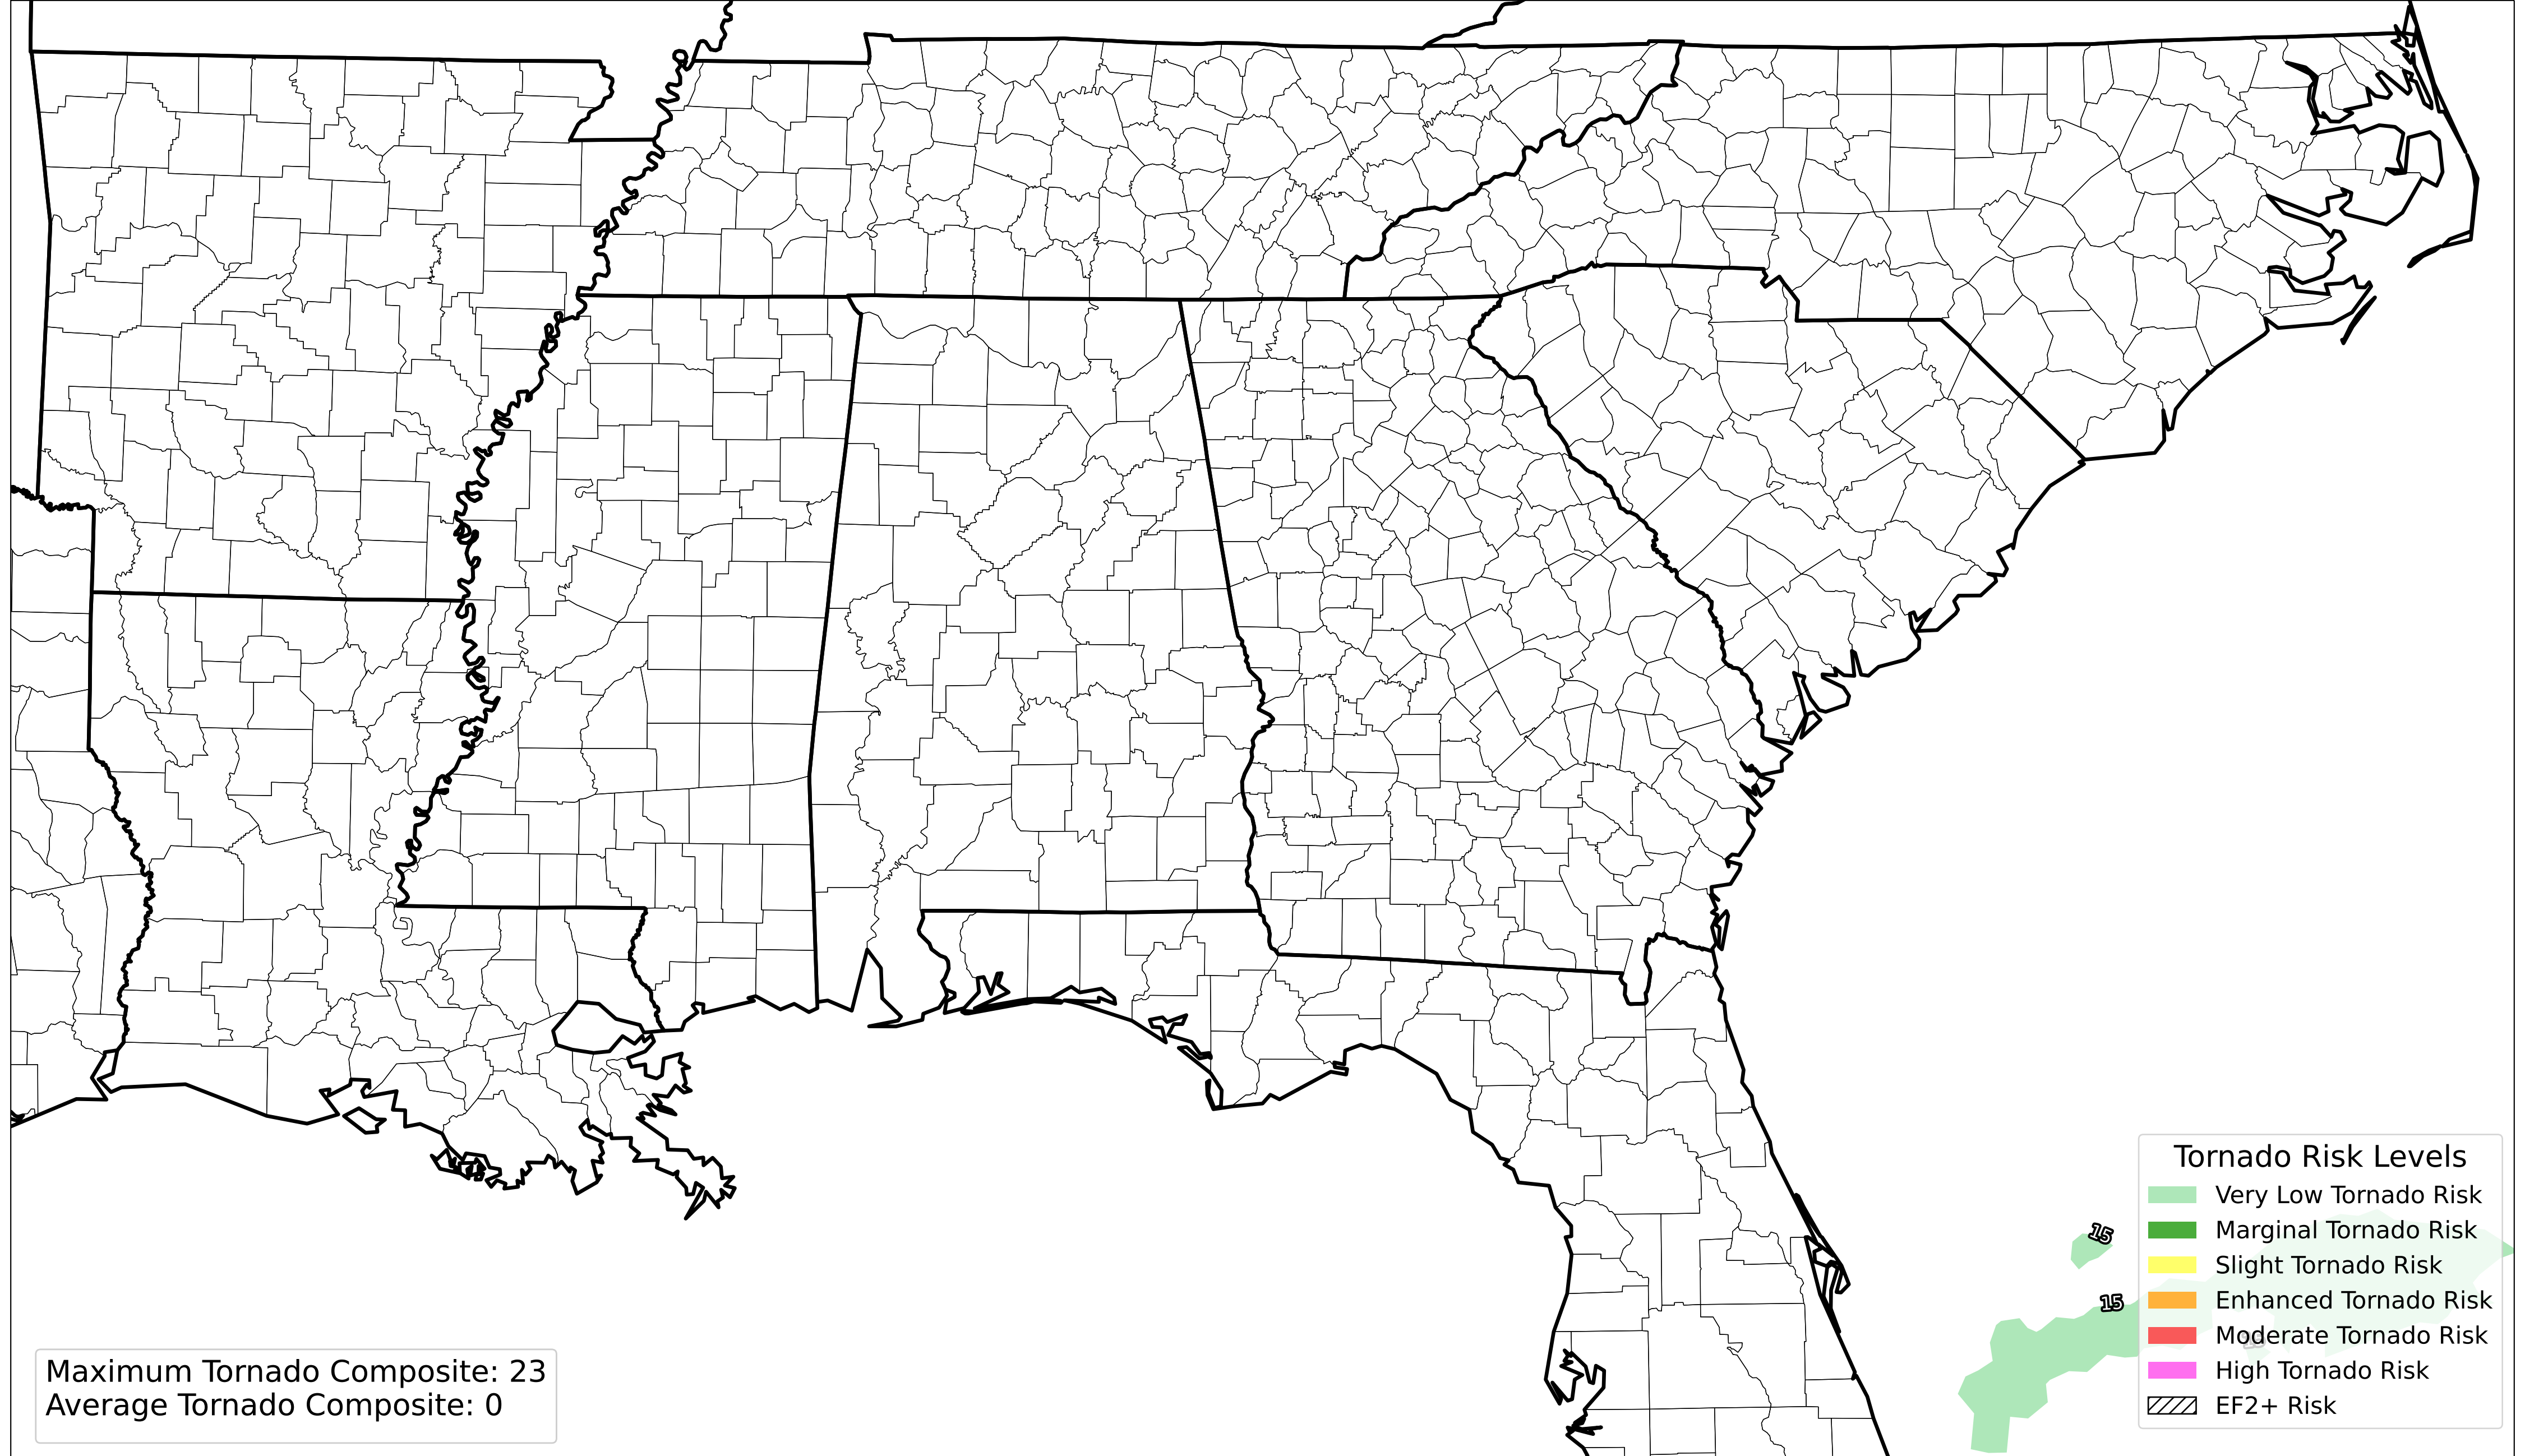 15
15
Tornado Risk Levels
Very Low Tornado Risk
Marginal Tornado Risk
Slight Tornado Risk
Enhanced Tornado Risk
Moderate Tornado Risk
High Tornado Risk
EF2+ Risk
Maximum Tornado Composite: 23
Average Tornado Composite: 0